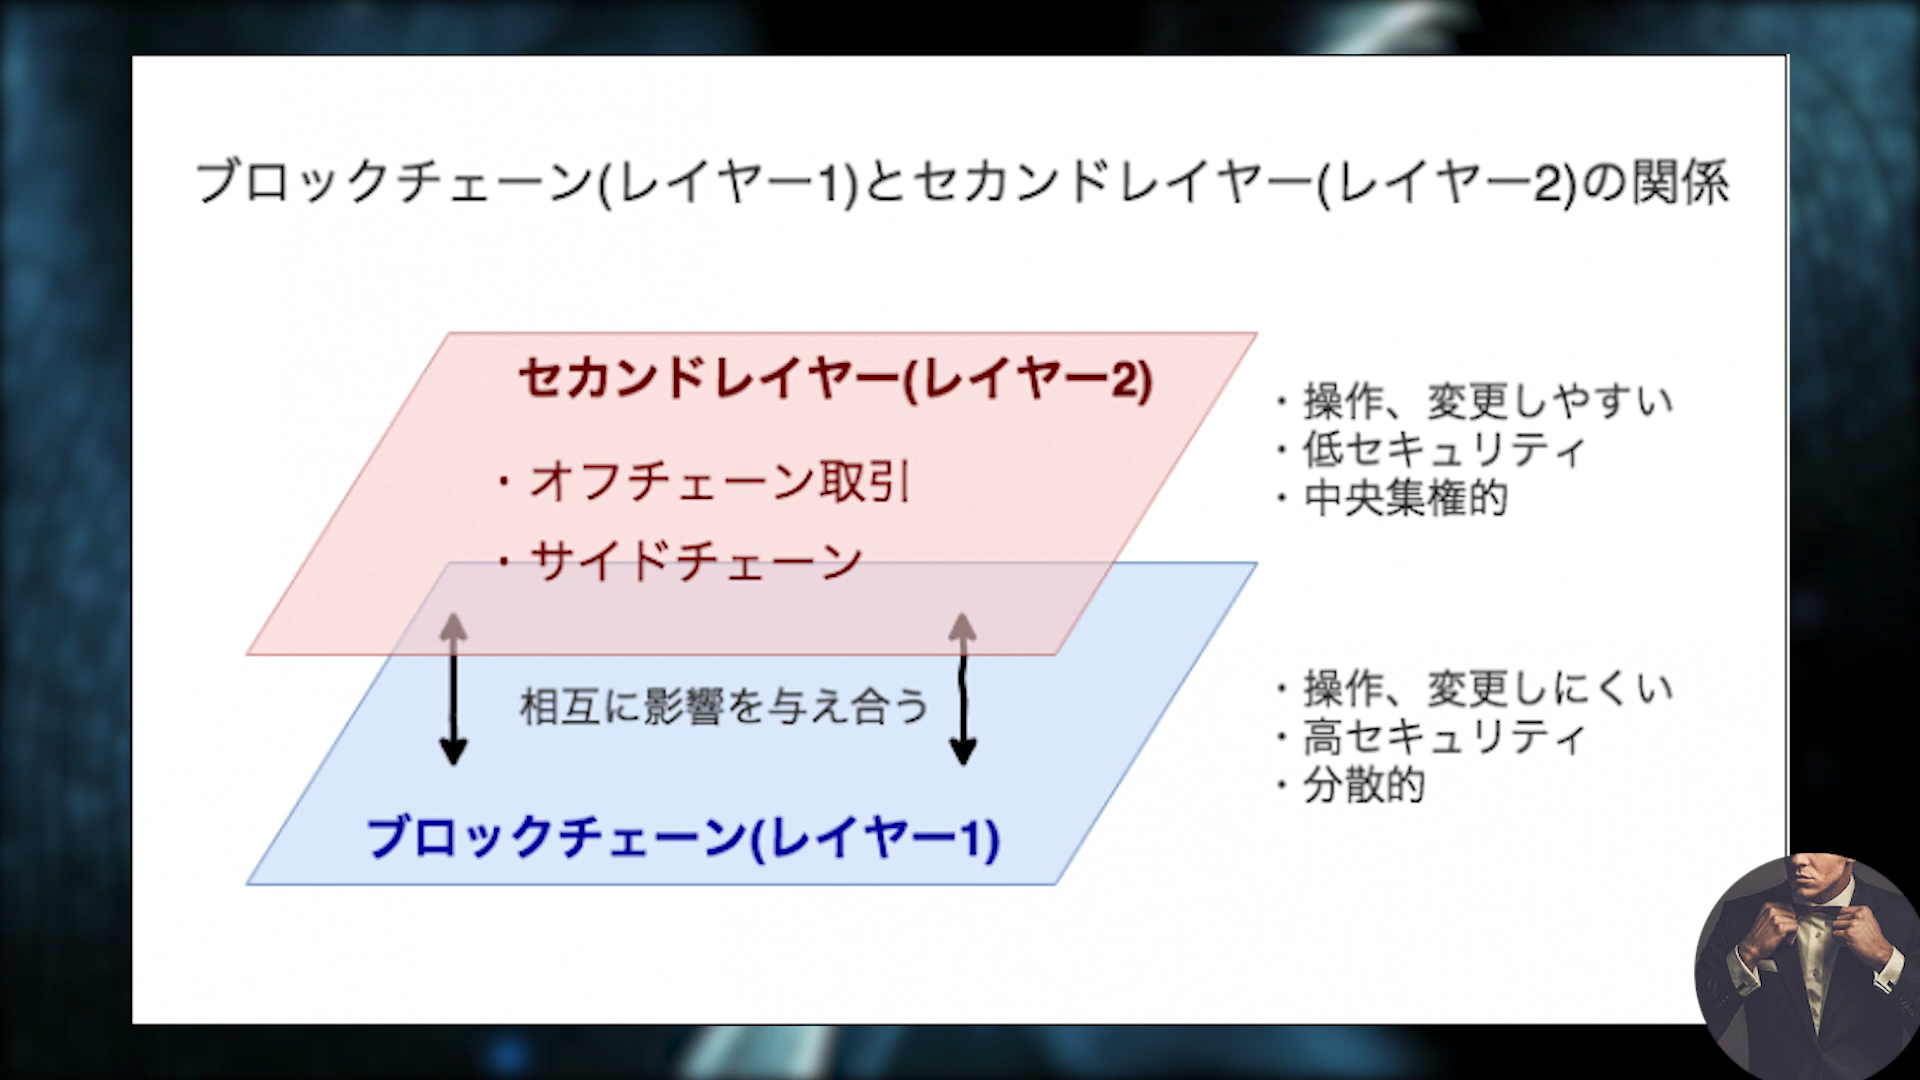 ブロックチェーン(レイヤー1)とセカンドレイヤー(レイヤー2)の関係
セカンドレイヤー(レイヤー2)
・オフチェーン取引
・サイドチェーン
・操作、変更しやすい
・低セキュリティ
・中央集権的
相互に影響を与え合う
ブロックチェーン(レイヤー1)
・操作、変更しにくい
・高セキュリティ
・分散的